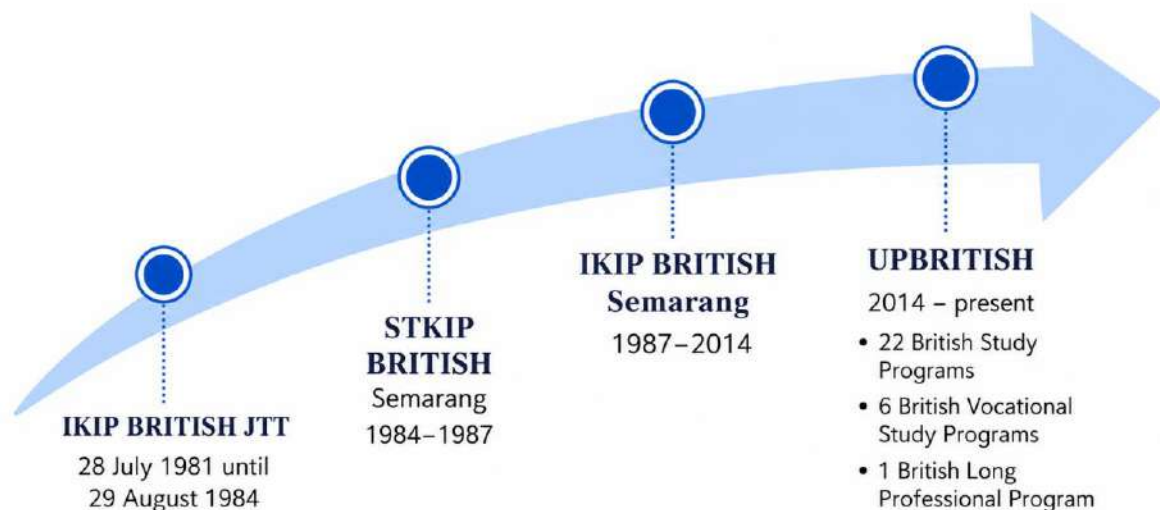 IKIP BRITISH JTT
28 July 1981 until
29 August 1984
STKIP
BRITISH
Semarang
1984–1987
IKIP BRITISH
Semarang
1987–2014
UPBRITISH
2014 – present
• 22 British Study
Programs
• 6 British Vocational
Study Programs
• 1 British Long
Professional Program